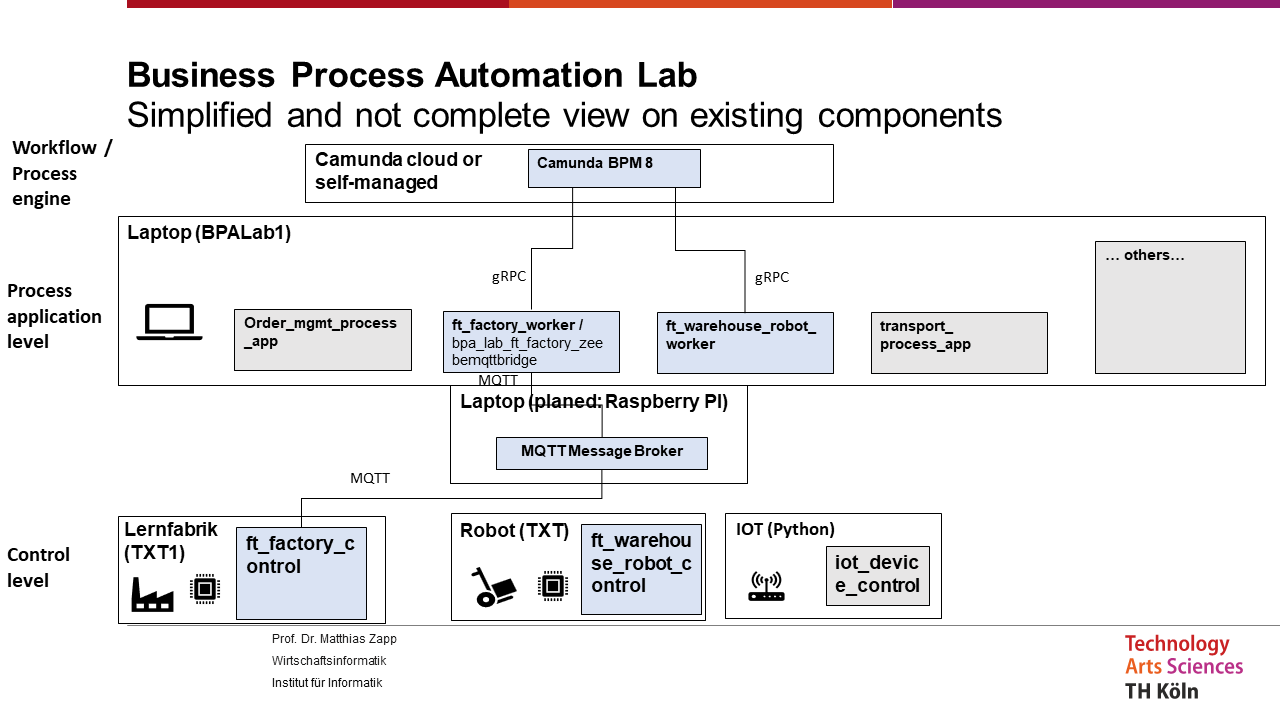 Business Process Automation Lab
Simplified and not complete view on existing components
Workflow /
Process
engine
Camunda cloud or
self-managed
Camunda BPM 8
Laptop (BPALab1)
… others…
gRPC
gRPC
Process
application
level
Order_mgmt_process
_app
ft_factory_worker /
bpa_lab_ft_factory_zee
bemqttbridge
ft_warehouse_robot_
worker
transport_
process_app
MQTT
Laptop (planed: Raspberry PI)
MQTT Message Broker
MQTT
Control
level
Lernfabrik
(TXT1)
ft_factory_c
ontrol
Robot (TXT)
ft_warehou
se_robot_c
ontrol
IOT (Python)
iot_devic
e_control
Prof. Dr. Matthias Zapp
Wirtschaftsinformatik
Institut für Informatik
Technology
Arts Sciences
TH Köln